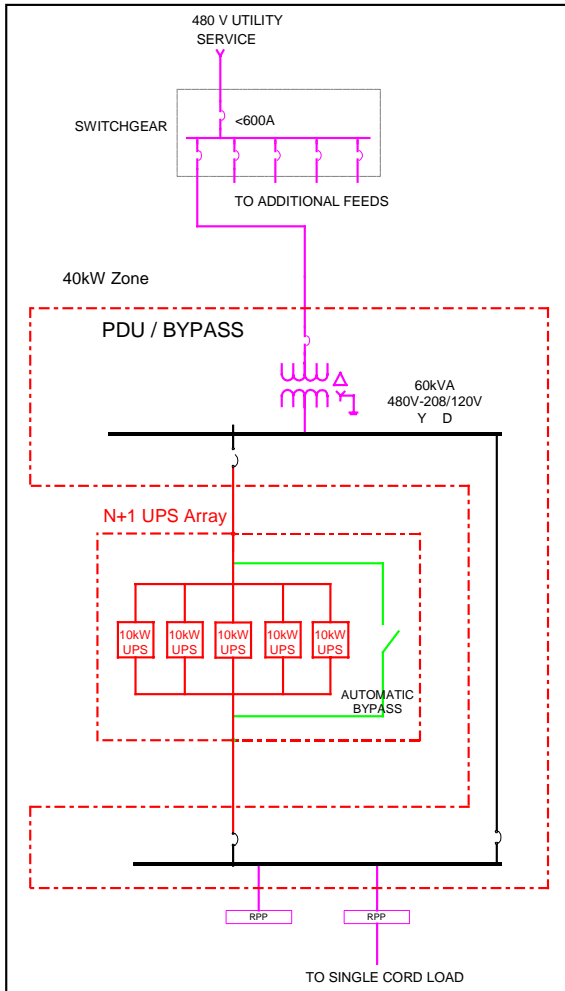 480 V UTILITY
SERVICE
SWITCHGEAR
<600A
TO ADDITIONAL FEEDS
40kW Zone
PDU / BYPASS
60kVA
480V-208/120V
Y D
N+1 UPS Array
10kW
UPS
10kW
UPS
10kW
UPS
10kW
UPS
10kW
UPS
AUTOMATIC
BYPASS
RPP
RPP
TO SINGLE CORD LOAD